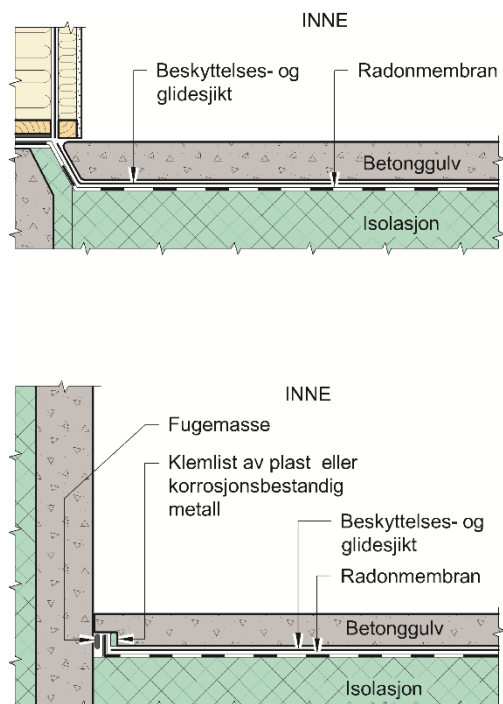 INNE
Beskyttelses- og
glidesjikt
Radonmembran
Betonggulv
Isolasjon
INNE
Fugemasse
Klemlist av plast eller
korrosjonsbestandig
metall
Beskyttelses- og
glidesjikt
Radonmembran
Betonggulv
Isolasjon